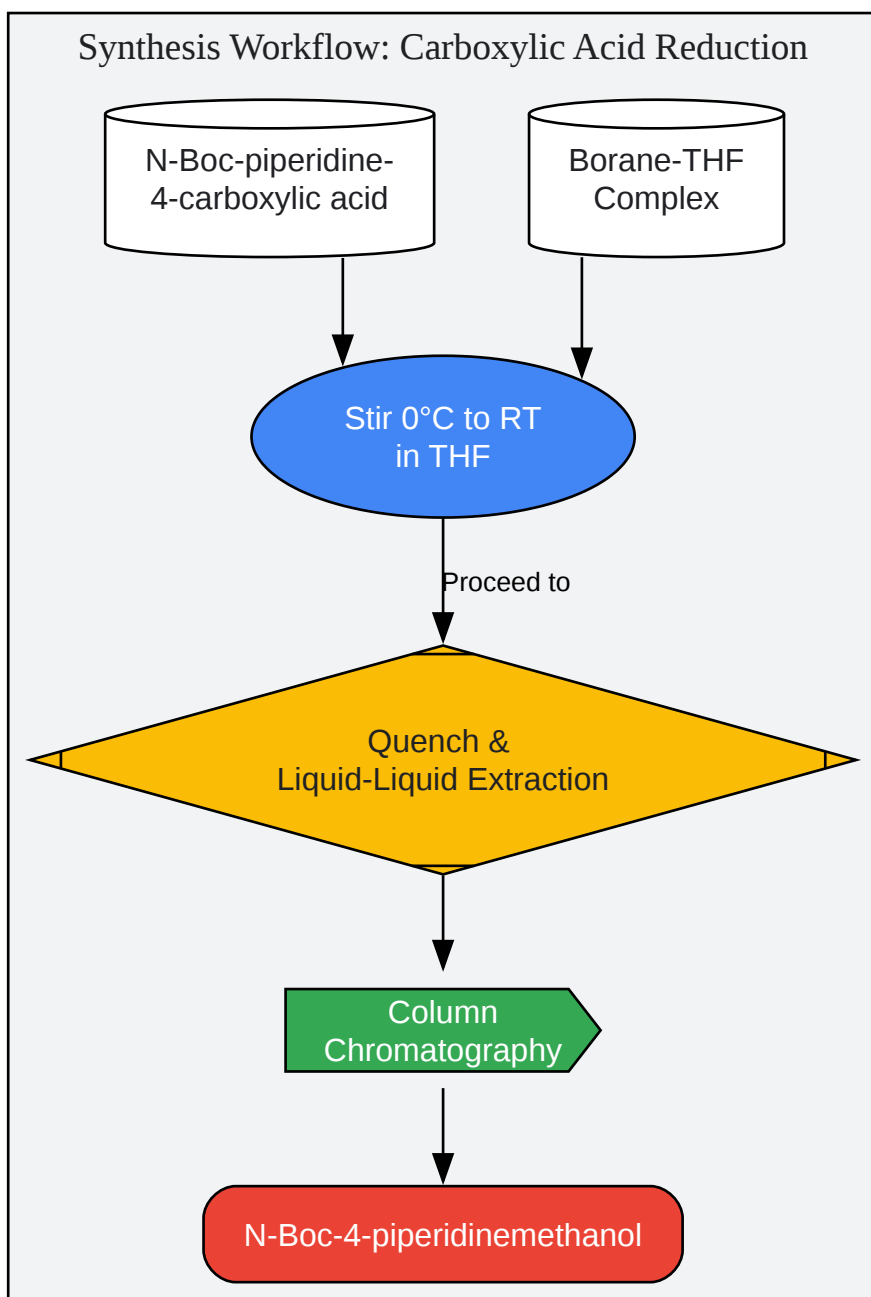 Synthesis Workflow: Carboxylic Acid Reduction
N-Boc-piperidine-
4-carboxylic acid
Borane-THF
Complex
Stir 0°C to RT
in THF
Proceed to
Quench &
Liquid-Liquid Extraction
Column
Chromatography
N-Boc-4-piperidinemethanol